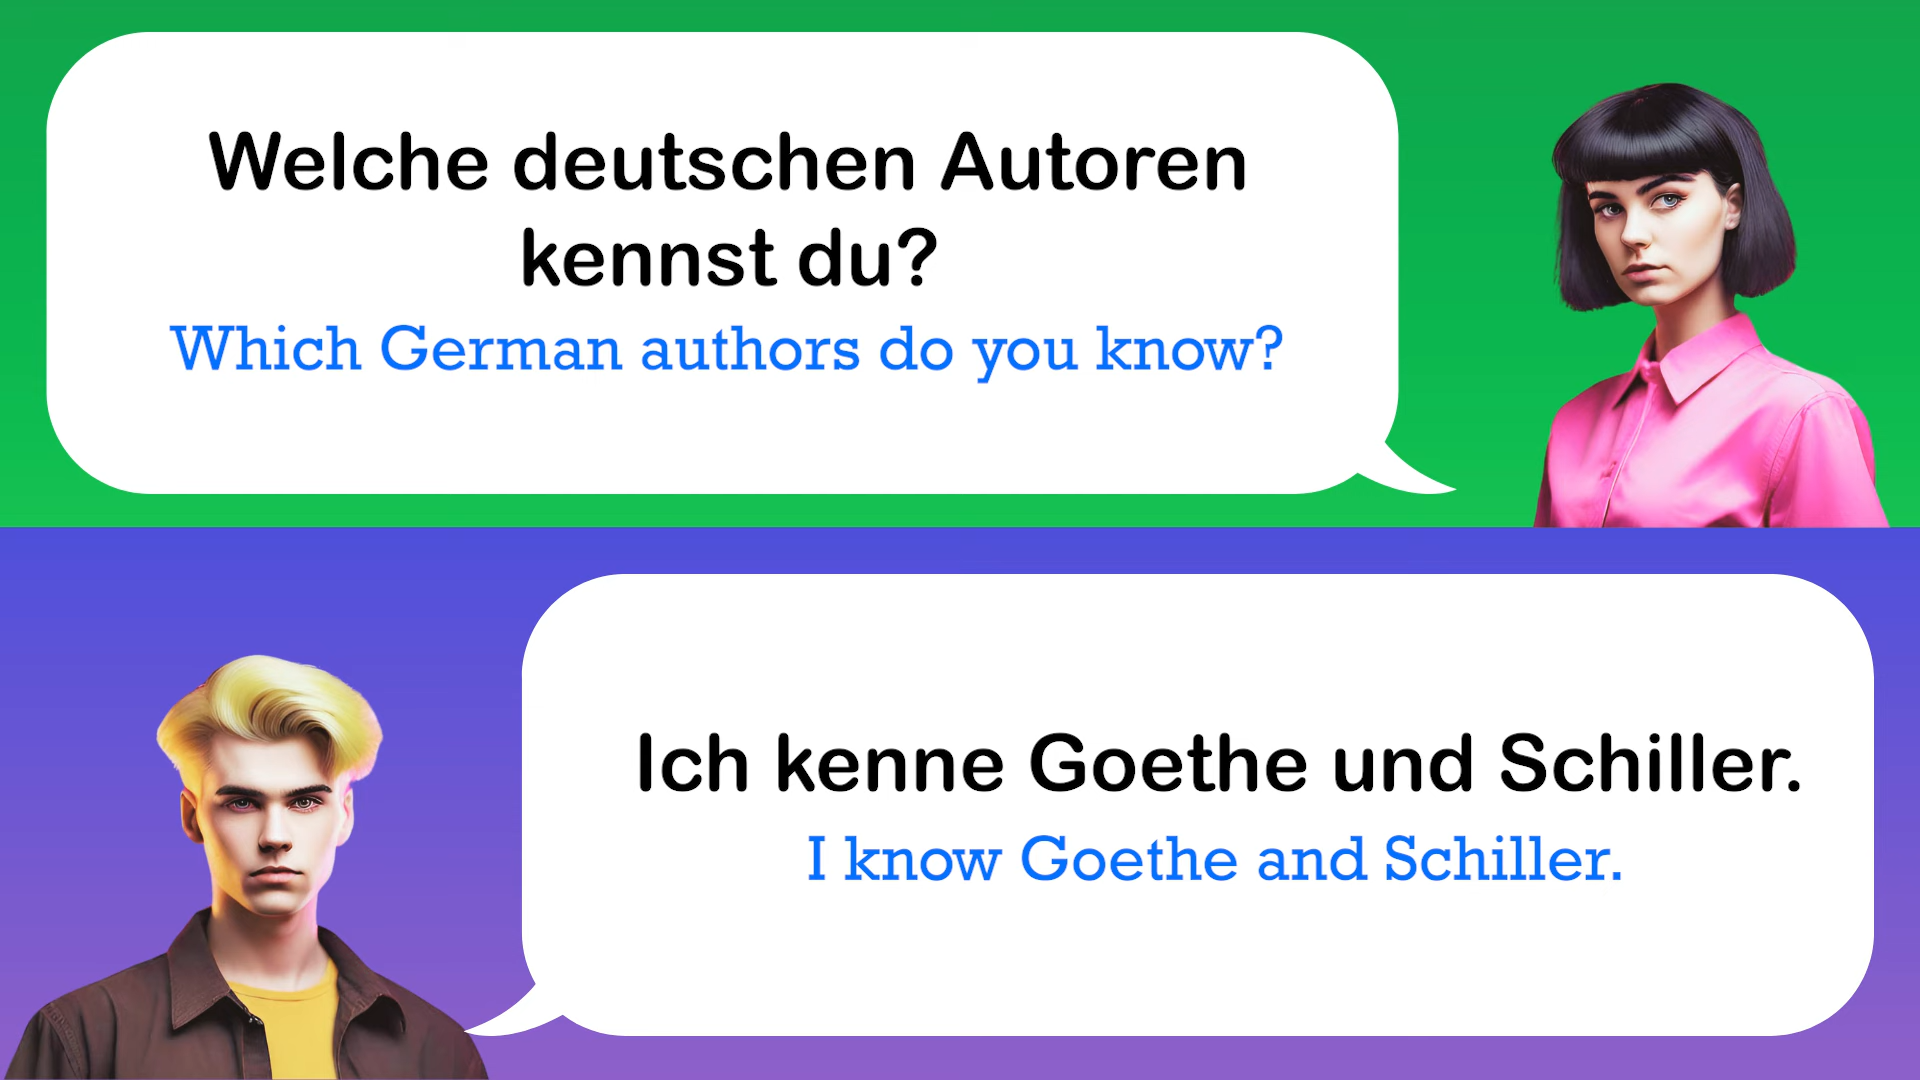 Welche deutschen Autoren
kennst du?
Which German authors do you know?
Ich kenne Goethe und Schiller.
I know Goethe and Schiller.